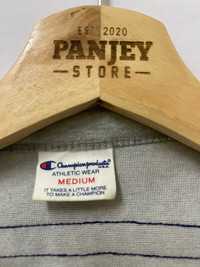 EST 2020
PANJEY
STORE
Champion products
U.S.A.
ATHLETIC WEAR
MEDIUM
IT TAKES A LITTLE MORE
TO MAKE A CHAMPION